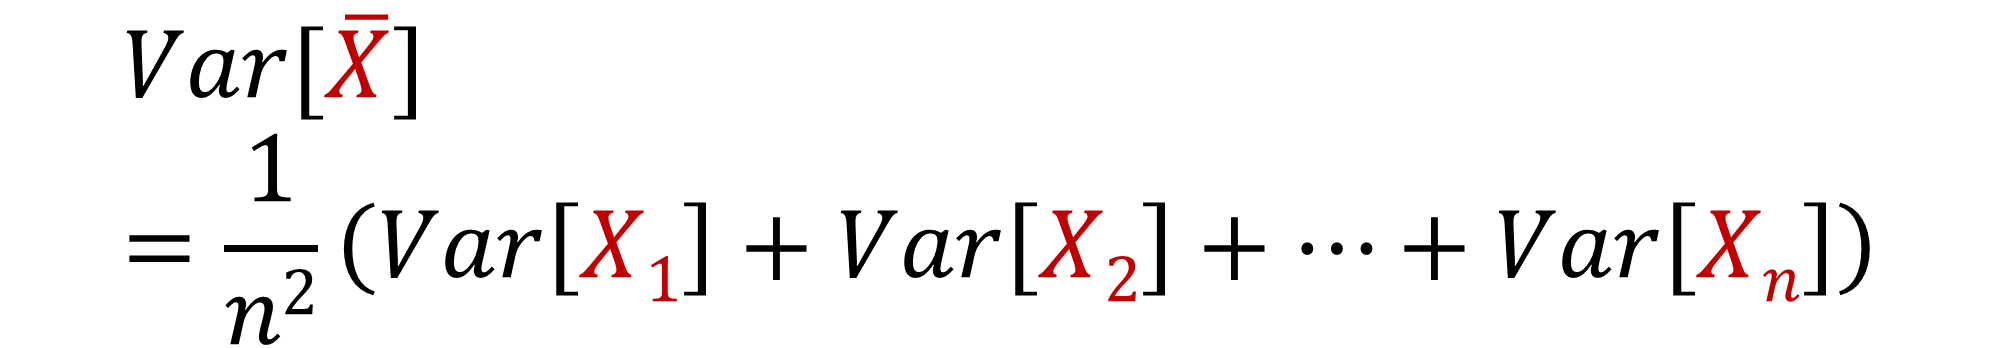 Var[X̄]
= 1/n² (Var[X₁] + Var[X₂] + ⋯ + Var[Xₙ])